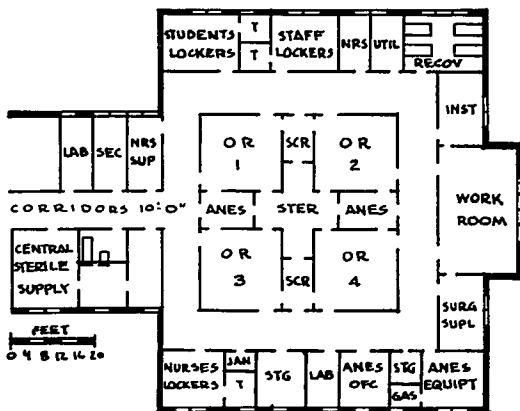 STUDENTS LOCKERS
T
T
STAFF LOCKERS
NRS
UTIL
RECOV
INST
LAB
SEC
NRS SUP
OR 1
SCR
OR 2
CORRIDORS 10'-0"
ANES
STER
ANES
WORK ROOM
CENTRAL STERILE SUPPLY
OR 3
SCR
OR 4
SURG SUPL
FEET
0 4 8 12 16 20
NURSES LOCKERS
JAN
T
STG
LAB
ANES OFC
STG
GAS
ANES EQUIPT